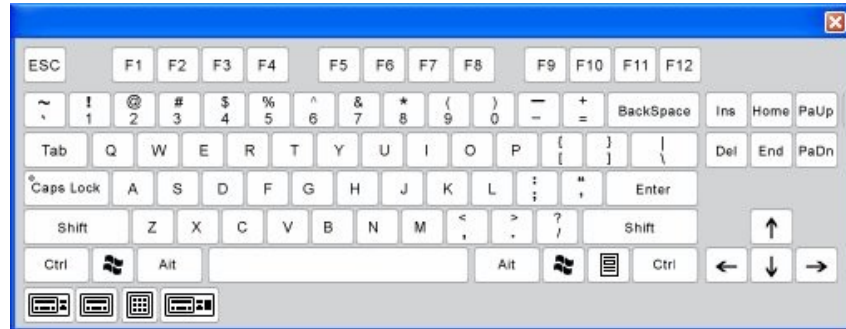 ESC F1 F2 F3 F4 F5 F6 F7 F8 F9 F10 F11 F12
~ ` ! 1 @ 2 # 3 $ 4 % 5 ^ 6 & 7 * 8 ( 9 ) 0 — - + = BackSpace Ins Home PaUp
Tab Q W E R T Y U I O P { [ } ] | \ Del End PaDn
Caps Lock A S D F G H J K L : ; " ' Enter
Shift Z X C V B N M < , > . ? / Shift ↑
Ctrl Ait Ait Ctrl ← ↓ →